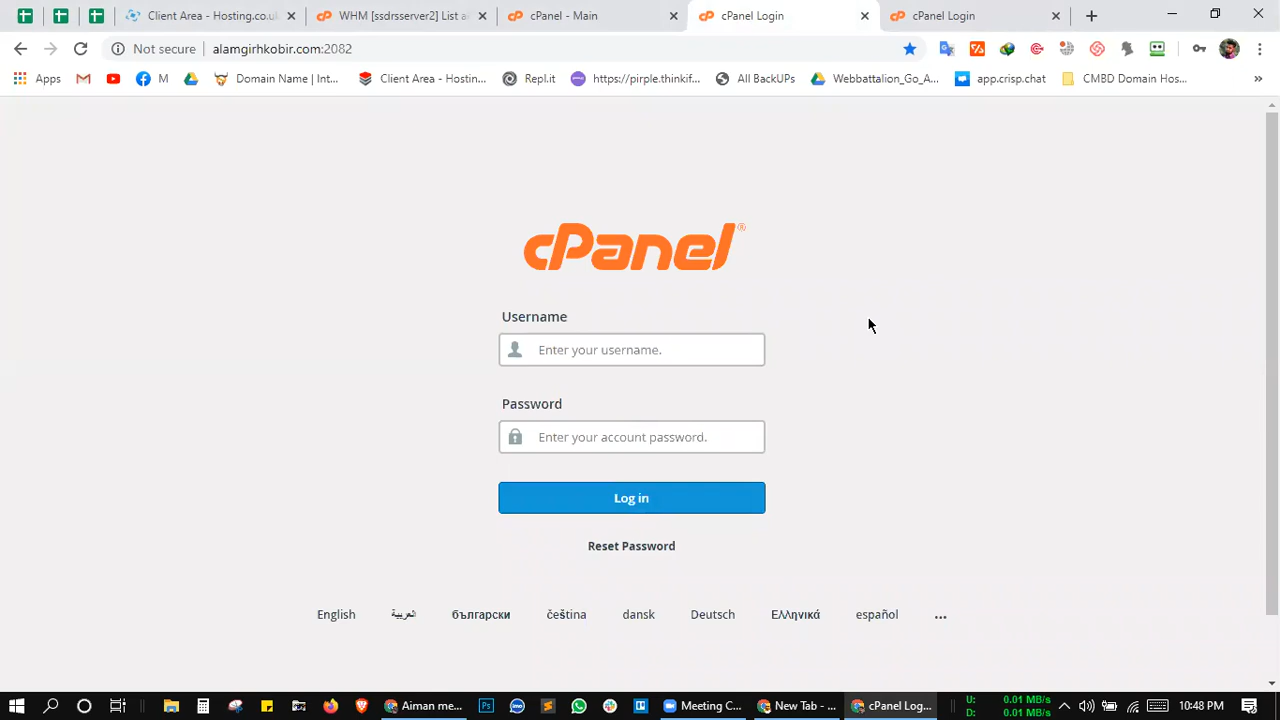 Client Area - Hosting.co.u
WHM [ssdrsserver2] List a
cPanel - Main
cPanel Login
cPanel Login
Not secure
alamgirhkobir.com:2082
Apps
M
Domain Name | Int...
Client Area - Hostin...
Repl.it
https://pirple.thinkif...
All BackUPs
Webbattalion_Go_A...
app.crisp.chat
CMBD Domain Hos...
»
cPanel®
Username
Enter your username.
Password
Enter your account password.
Log in
Reset Password
English العربية български čeština dansk Deutsch Ελληνικά español ...
Aiman me...
Meeting C...
New Tab - ...
cPanel Log...
U: 0.01 MB/s
D: 0.01 MB/s
10:48 PM